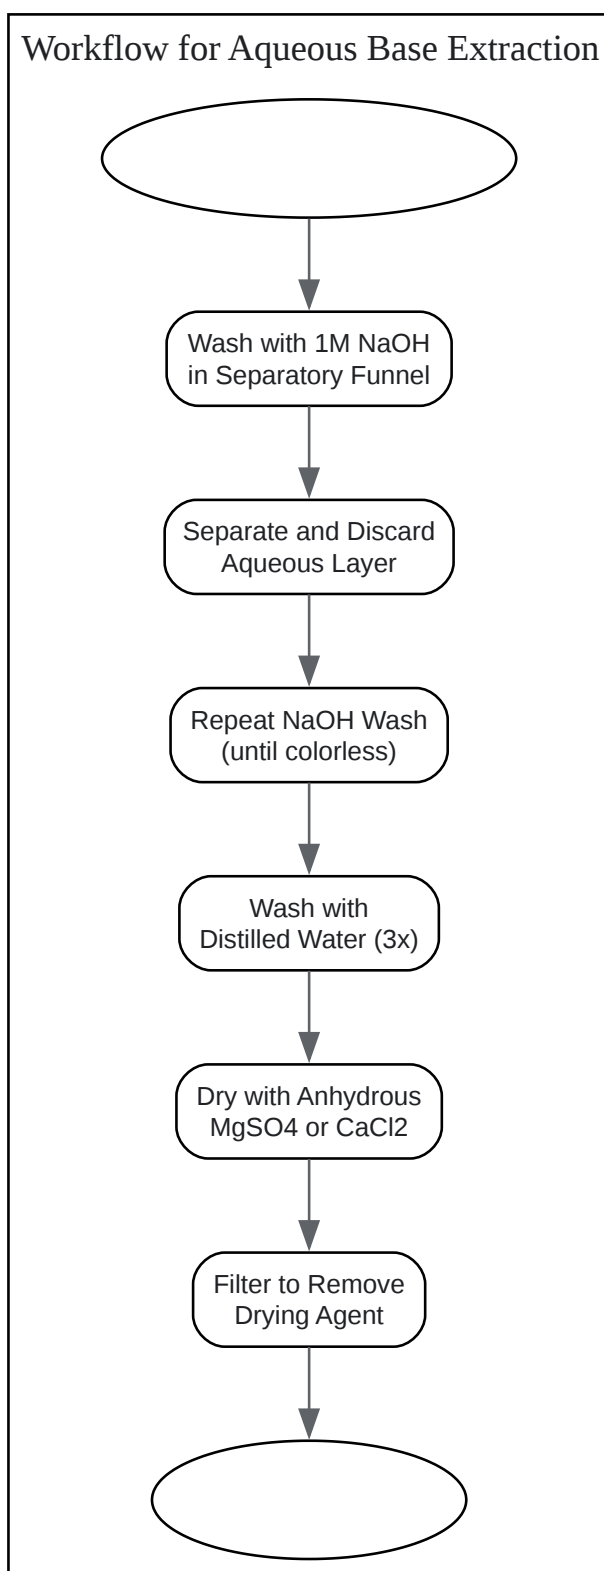 Workflow for Aqueous Base Extraction
Wash with 1M NaOH
in Separatory Funnel
Separate and Discard
Aqueous Layer
Repeat NaOH Wash
(until colorless)
Wash with
Distilled Water (3x)
Dry with Anhydrous
MgSO4 or CaCl2
Filter to Remove
Drying Agent